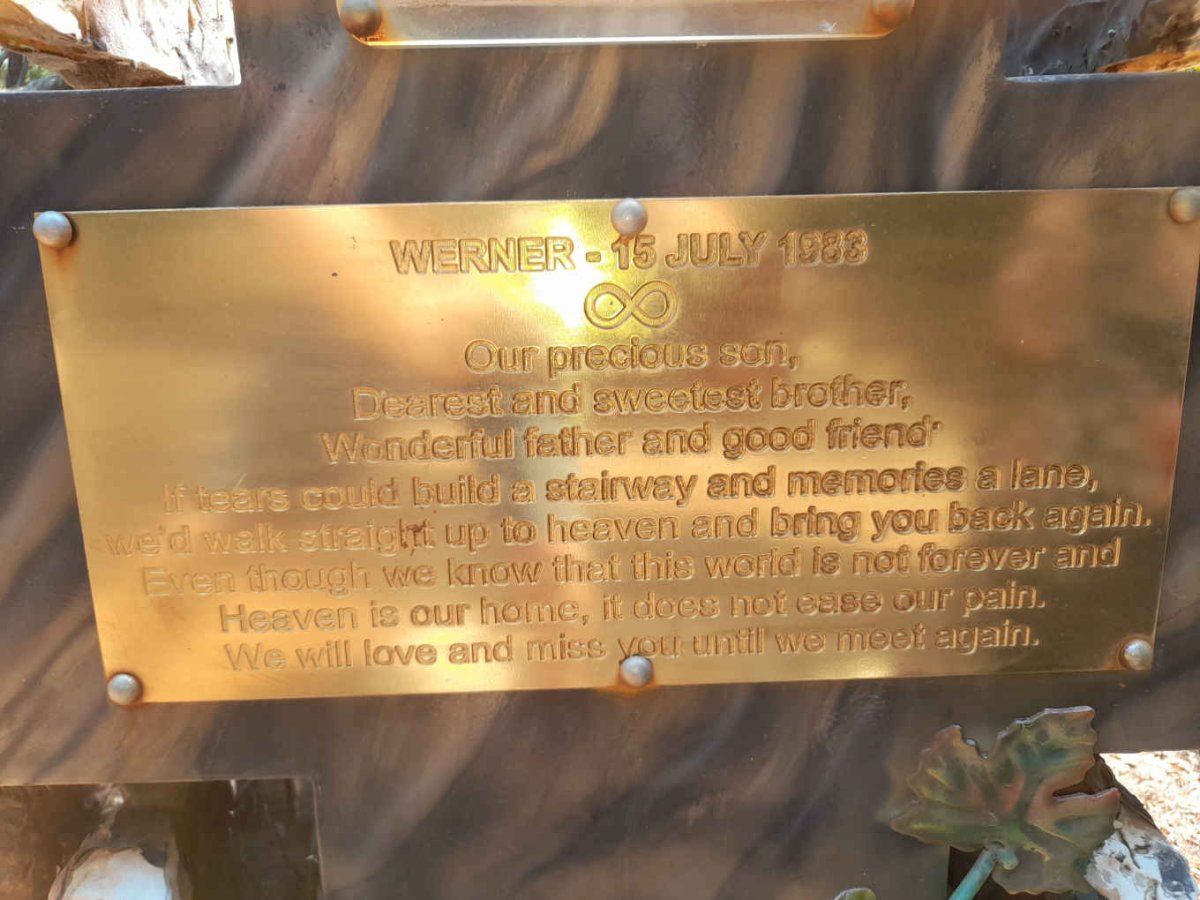 WERNER - 15 JULY 1983
Our precious son,
Dearest and sweetest brother,
Wonderful father and good friend
If tears could build a stairway and memories a lane,
we'd walk straight up to heaven and bring you back again.
Even though we know that this world is not forever and
Heaven is our home, it does not ease our pain.
We will love and miss you until we meet again.